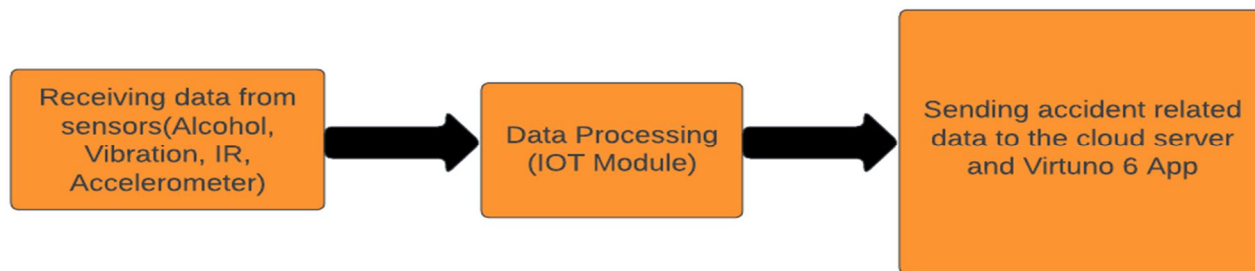 Receiving data from
sensors(Alcohol,
Vibration, IR,
Accelerometer)
Data Processing
(IOT Module)
Sending accident related
data to the cloud server
and Virtuno 6 App